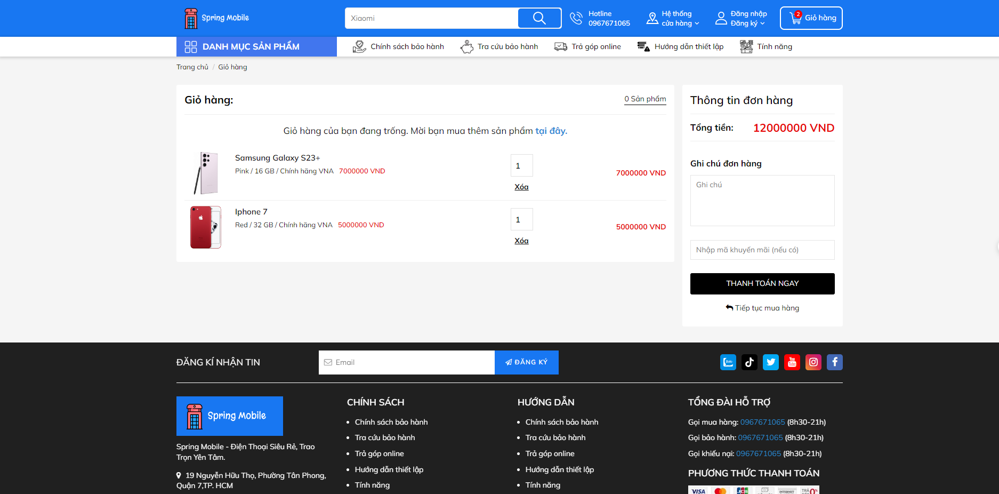 Spring Mobile
Xiaomi
Hotline
0967671065
Hệ thống
cửa hàng
Đăng nhập
Đăng ký
2
Giỏ hàng
DANH MỤC SẢN PHẨM
Chính sách bảo hành
Tra cứu bảo hành
Trả góp online
Hướng dẫn thiết lập
Tính năng
Trang chủ / Giỏ hàng
Giỏ hàng:
0 Sản phẩm
Giỏ hàng của bạn đang trống. Mời bạn mua thêm sản phẩm tại đây.
Samsung Galaxy S23+
Pink / 16 GB / Chính hãng VNA 7000000 VND
1
Xóa
7000000 VND
Iphone 7
Red / 32 GB / Chính hãng VNA 5000000 VND
1
Xóa
5000000 VND
Thông tin đơn hàng
Tổng tiền: 12000000 VND
Ghi chú đơn hàng
Ghi chú
Nhập mã khuyến mãi (nếu có)
THANH TOÁN NGAY
Tiếp tục mua hàng
ĐĂNG KÍ NHẬN TIN
Email
ĐĂNG KÝ
Zalo
You
Tube
Spring Mobile
Spring Mobile - Điện Thoại Siêu Rẻ, Trao
Trọn Yên Tâm.
19 Nguyễn Hữu Thọ, Phường Tân Phong,
Quận 7,TP. HCM
CHÍNH SÁCH
Chính sách bảo hành
Tra cứu bảo hành
Trả góp online
Hướng dẫn thiết lập
Tính năng
HƯỚNG DẪN
Chính sách bảo hành
Tra cứu bảo hành
Trả góp online
Hướng dẫn thiết lập
Tính năng
TỔNG ĐÀI HỖ TRỢ
Gọi mua hàng: 0967671065 (8h30-21h)
Gọi bảo hành: 0967671065 (8h30-21h)
Gọi khiếu nại: 0967671065 (8h30-21h)
PHƯƠNG THỨC THANH TOÁN
VISA
JCB
INTERNET
TRẢ
0%